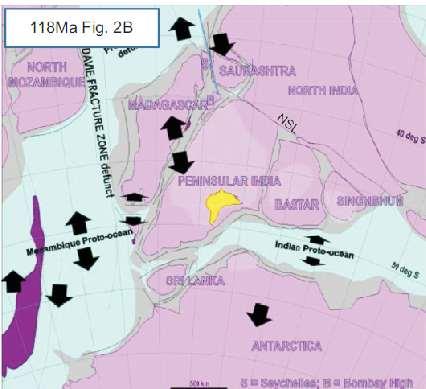 118Ma Fig. 2B
NORTH
MOZAMBIQUE
DAVIE FRACTURE ZONE defunct
S
SAURASHTRA
NORTH INDIA
MADAGASCAR
B
NSL
40 deg S
PENINSULAR INDIA
BASTAR
SINGHBHUM
Mozambique Proto-ocean
Indian Proto-ocean
SRI LANKA
50 deg S
ANTARCTICA
500 km
S = Seychelles; B = Bombay High